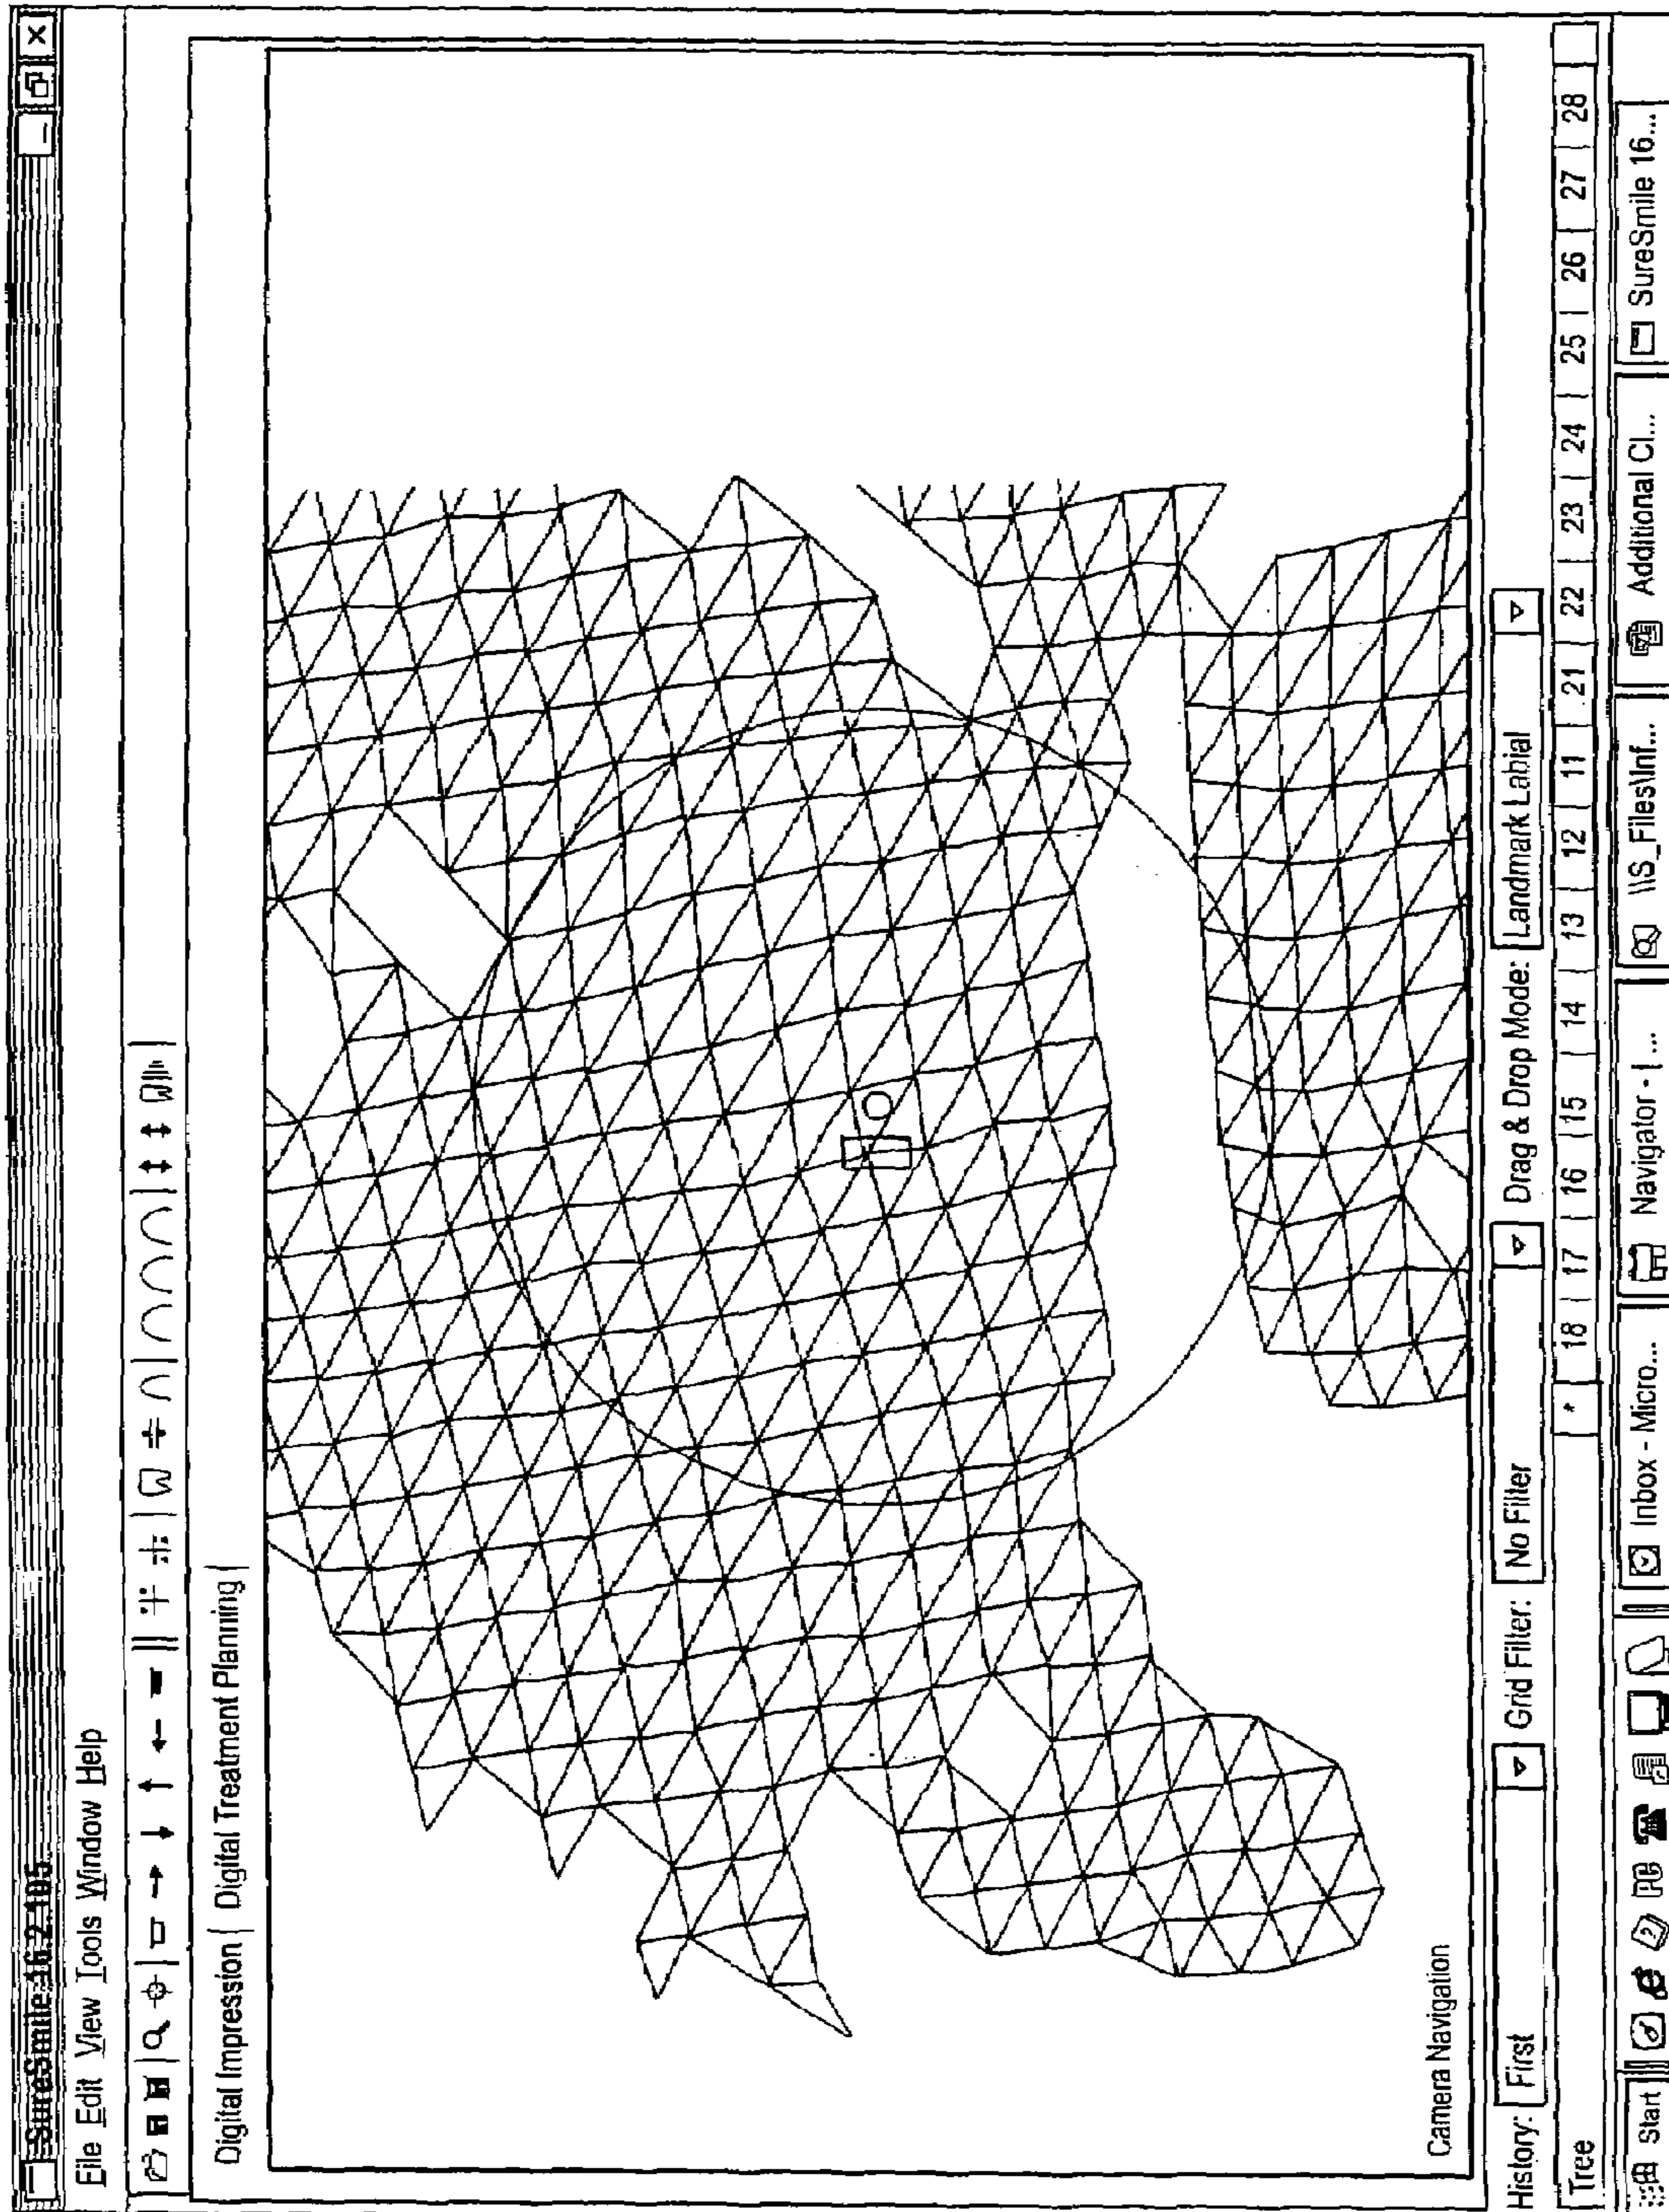 SureSmile 16.2.105
File Edit View Tools Window Help
Digital Impression Digital Treatment Planning
Camera Navigation
History: First Grid Filter: No Filter Drag & Drop Mode: Landmark Labial
Tree * 18 17 16 15 14 13 12 11 21 22 23 24 25 26 27 28
Start Inbox - Micro... Navigator - [ ... \\S_Files\Inf... Additional Cl... SureSmile 16...